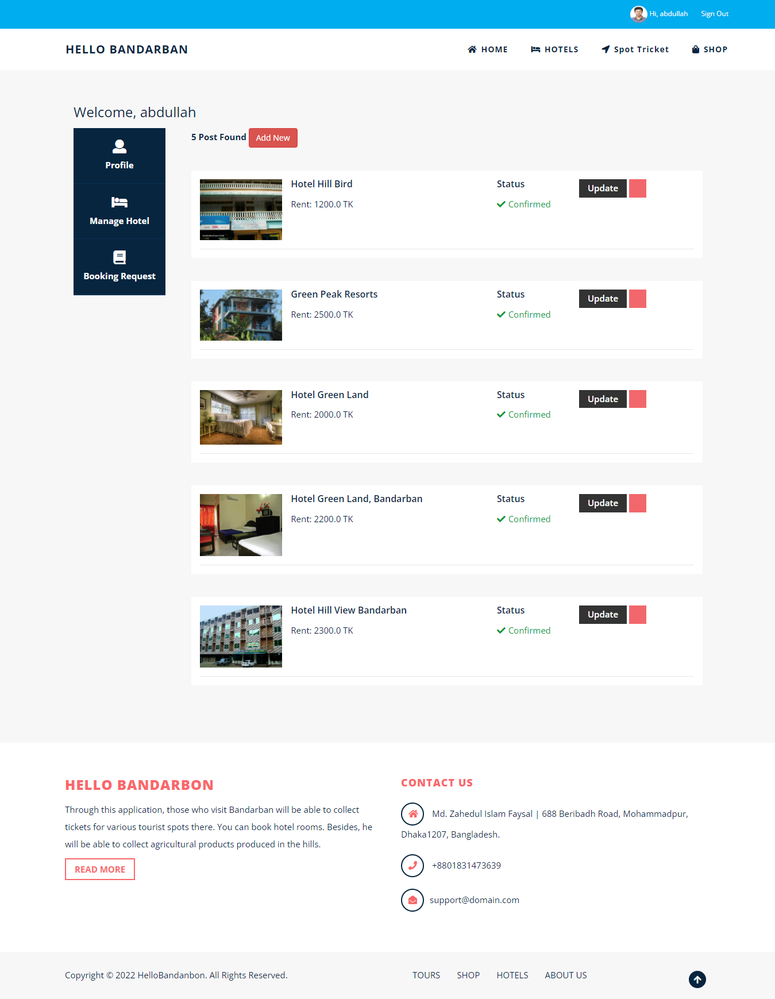 Hi, abdullah
Sign Out
HELLO BANDARBAN
HOME
HOTELS
Spot Tricket
SHOP
Welcome, abdullah
Profile
Manage Hotel
Booking Request
5 Post Found
Add New
Hotel Hill Bird
Rent: 1200.0 TK
Status
Confirmed
Update
Green Peak Resorts
Rent: 2500.0 TK
Status
Confirmed
Update
Hotel Green Land
Rent: 2000.0 TK
Status
Confirmed
Update
Hotel Green Land, Bandarban
Rent: 2200.0 TK
Status
Confirmed
Update
Hotel Hill View Bandarban
Rent: 2300.0 TK
Status
Confirmed
Update
HELLO BANDARBON
Through this application, those who visit Bandarban will be able to collect
tickets for various tourist spots there. You can book hotel rooms. Besides, he
will be able to collect agricultural products produced in the hills.
READ MORE
CONTACT US
Md. Zahedul Islam Faysal | 688 Beribadh Road, Mohammadpur,
Dhaka1207, Bangladesh.
+8801831473639
support@domain.com
Copyright © 2022 HelloBandanbon. All Rights Reserved.
TOURS
SHOP
HOTELS
ABOUT US